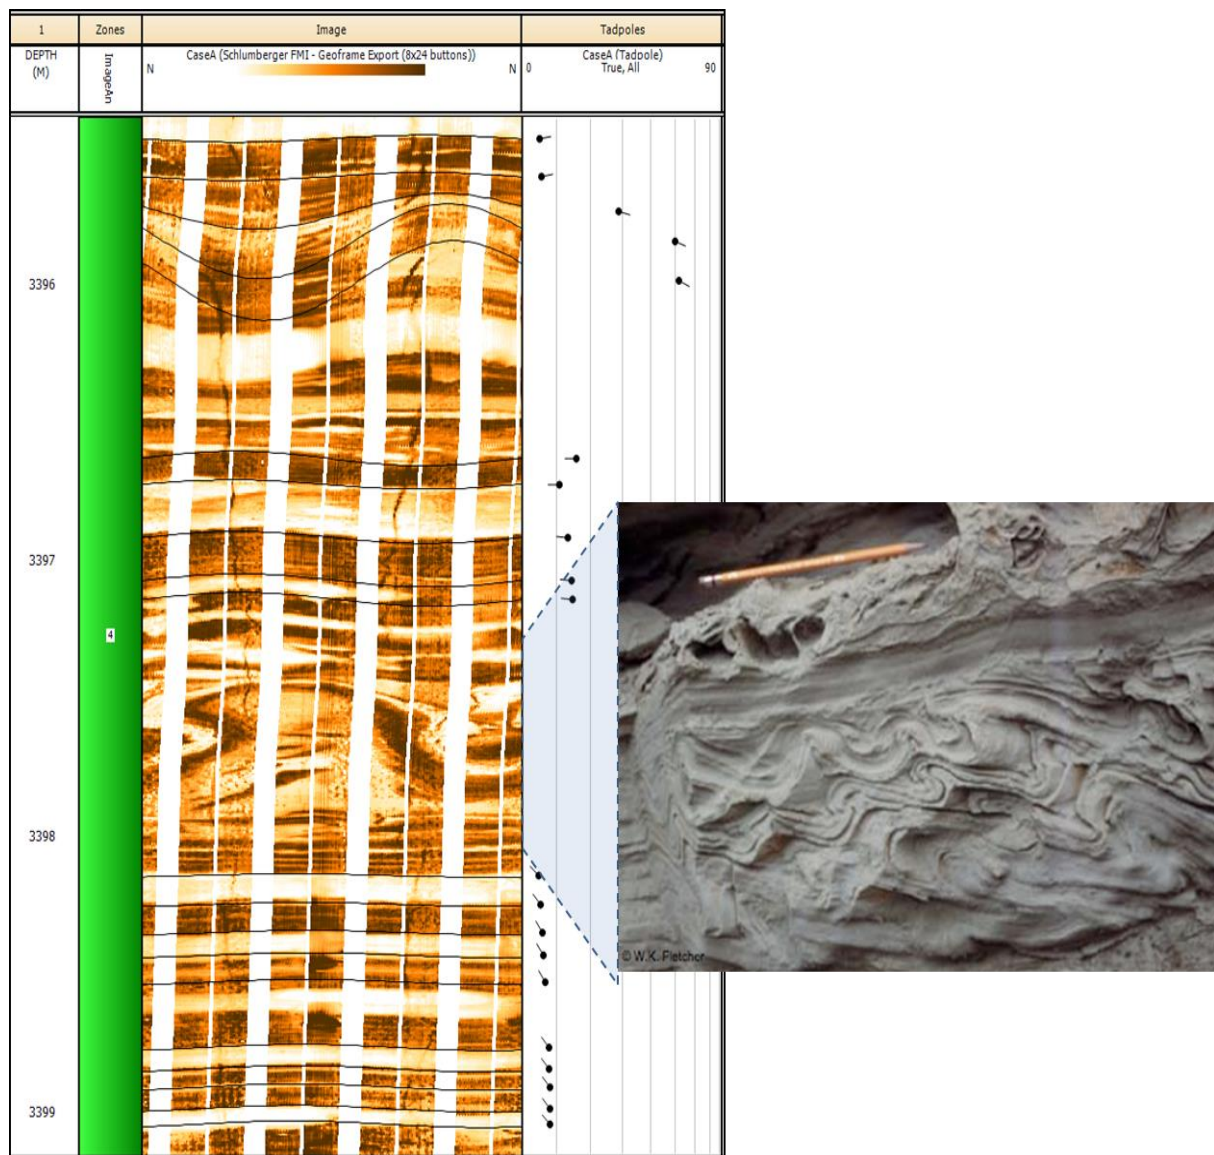 1
Zones
Image
Tadpoles
DEPTH
(M)
ImageAn
CaseA (Schlumberger FMI - Geoframe Export (8x24 buttons))
N
N
CaseA (Tadpole)
0
True, All
90
3396
3397
4
3398
3399
© W.K. Fletcher